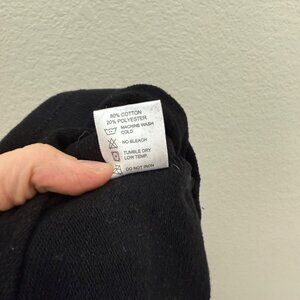 80% COTTON
20% POLYESTER
MACHINE WASH
COLD
NO BLEACH
TUMBLE DRY
LOW TEMP.
DO NOT IRON